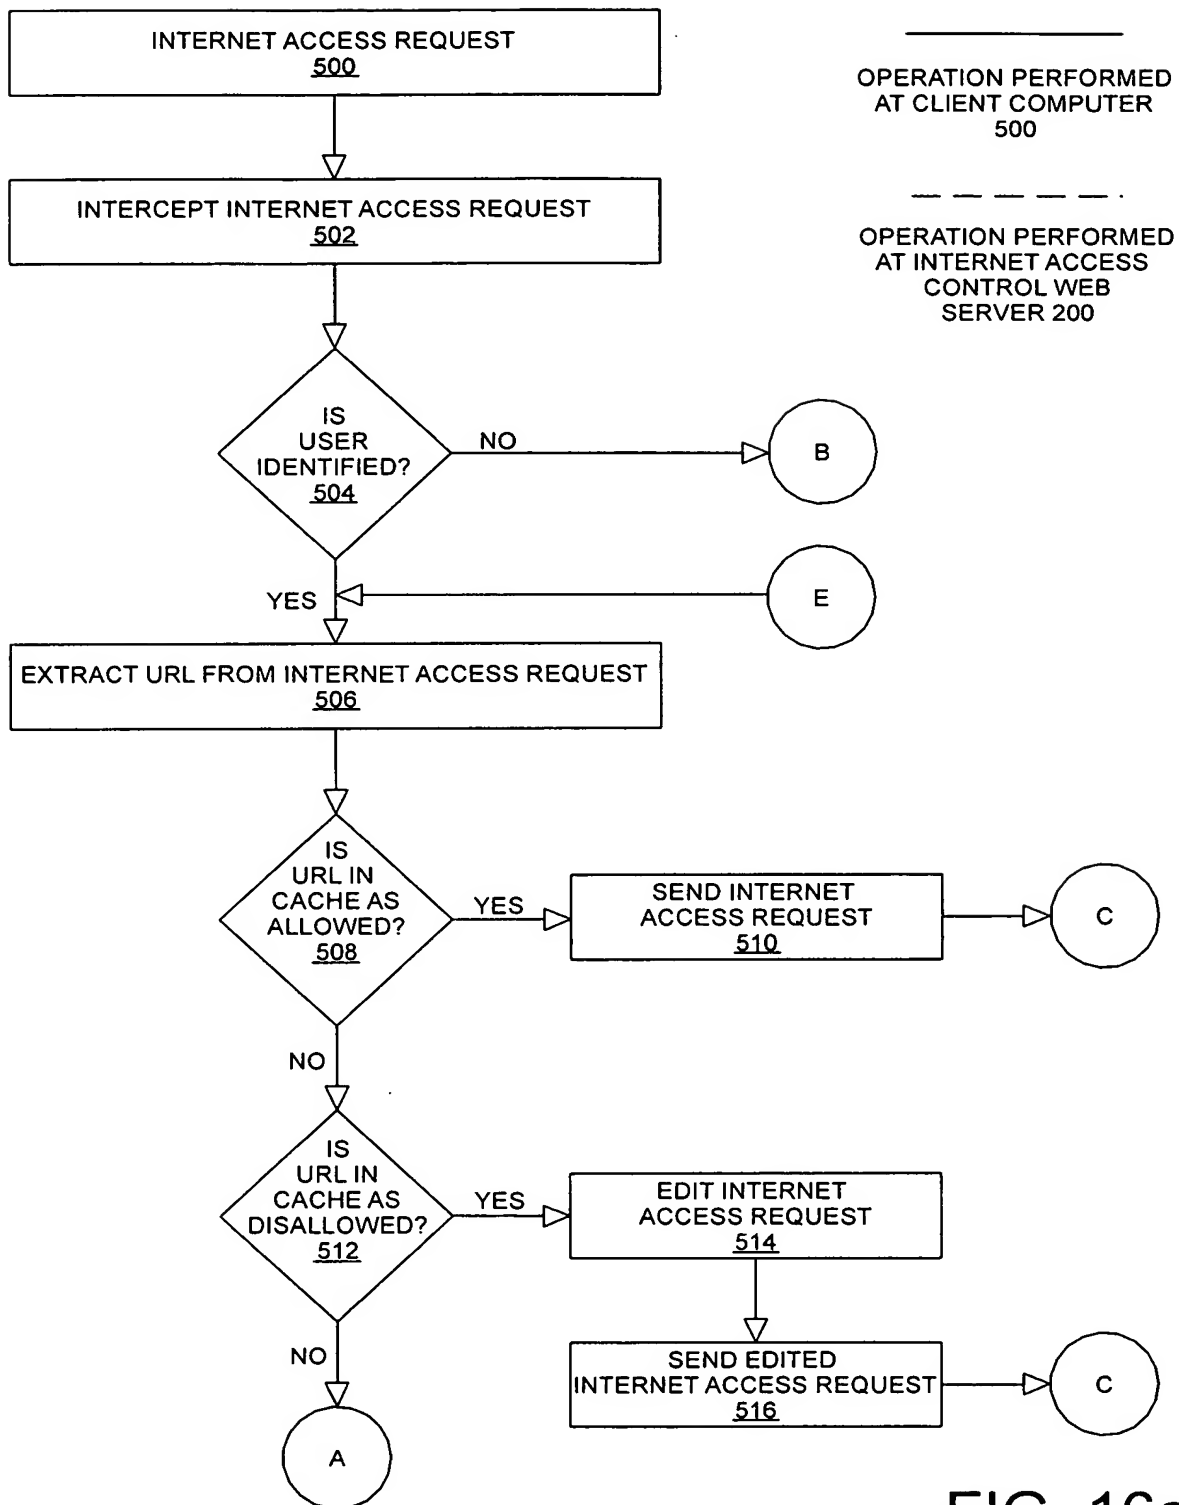 INTERNET ACCESS REQUEST
500
OPERATION PERFORMED
AT CLIENT COMPUTER
500
INTERCEPT INTERNET ACCESS REQUEST
502
OPERATION PERFORMED
AT INTERNET ACCESS
CONTROL WEB
SERVER 200
IS
USER
IDENTIFIED?
504
NO
B
YES
E
EXTRACT URL FROM INTERNET ACCESS REQUEST
506
IS
URL IN
CACHE AS
ALLOWED?
508
YES
SEND INTERNET
ACCESS REQUEST
510
C
NO
IS
URL IN
CACHE AS
DISALLOWED?
512
YES
EDIT INTERNET
ACCESS REQUEST
514
SEND EDITED
INTERNET ACCESS REQUEST
516
C
NO
A
FIG. 16a